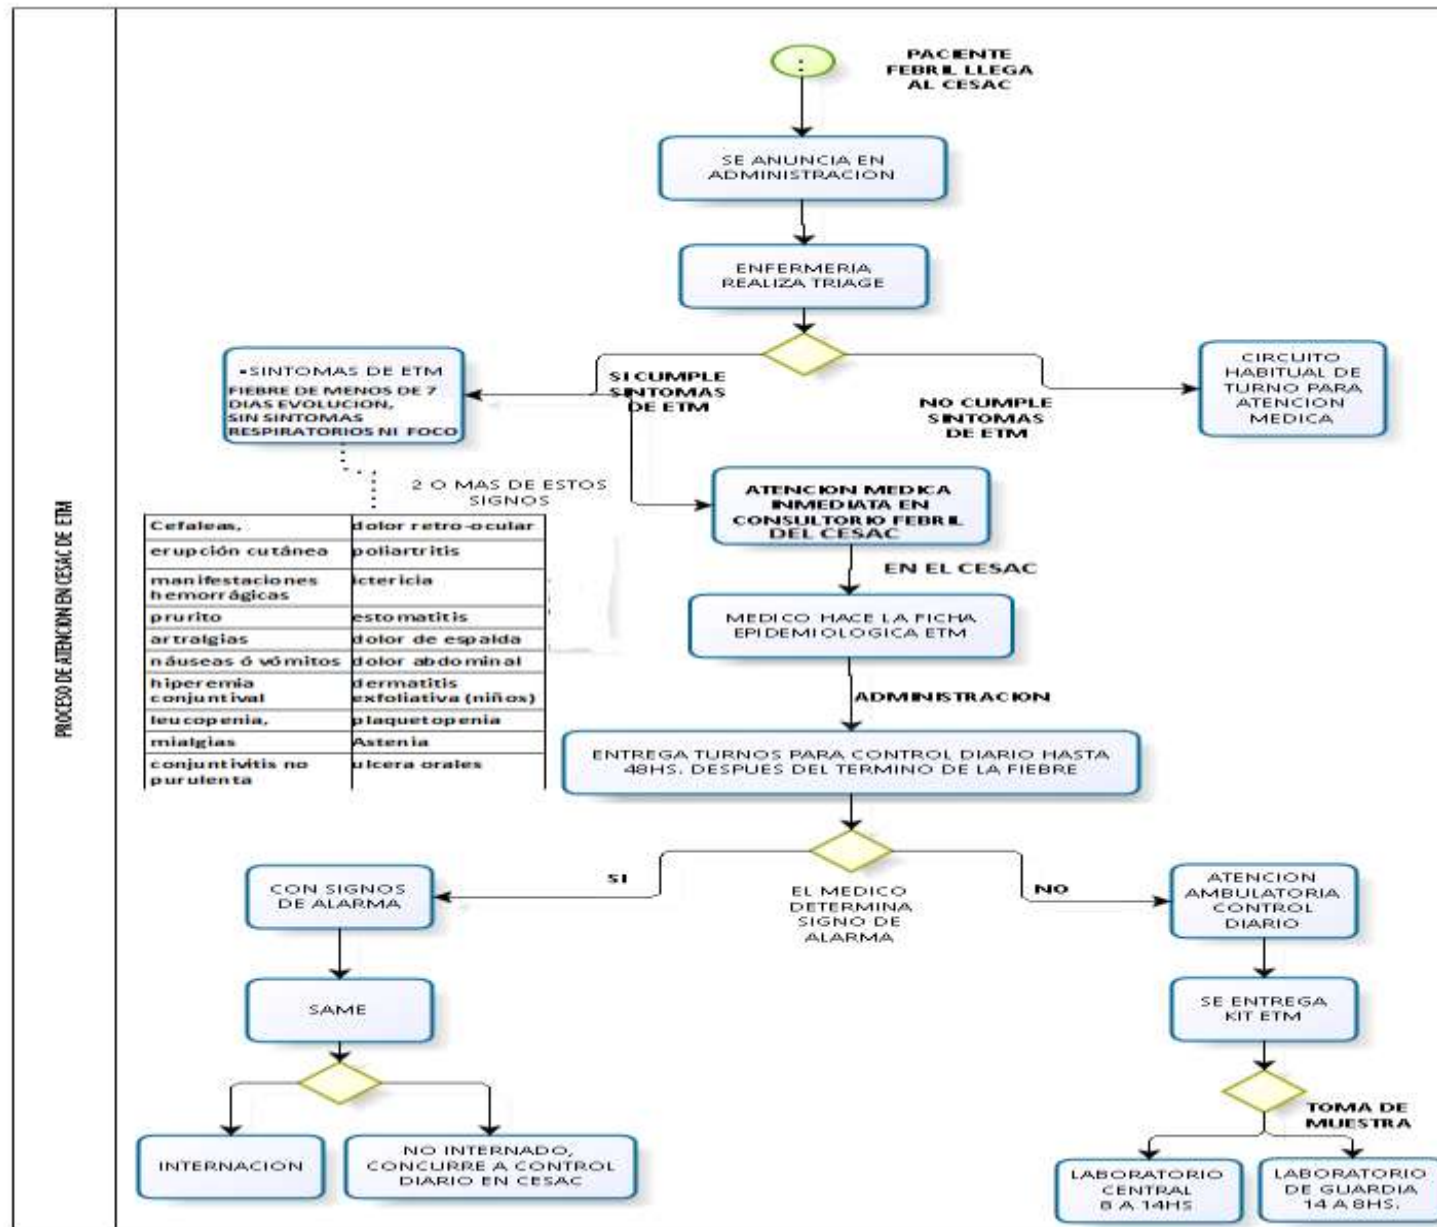 PROCESO DE ATENCION EN CESAC DE ETM
PACIENTE
FEBRIL LLEGA
AL CESAC
SE ANUNCIA EN
ADMINISTRACION
ENFERMERIA
REALIZA TRIAGE
SI CUMPLE
SINTOMAS
DE ETM
NO CUMPLE
SINTOMAS
DE ETM
CIRCUITO
HABITUAL DE
TURNO PARA
ATENCION
MEDICA
SINTOMAS DE ETM
FIEBRE DE MENOS DE 7
DIAS EVOLUCION,
SIN SINTOMAS
RESPIRATORIOS NI FOCO
2 O MAS DE ESTOS
SIGNOS
Cefaleas, dolor retro-ocular
erupción cutánea poliartritis
manifestaciones ictericia
hemorrágicas
prurito estomatitis
artralgias dolor de espalda
náuseas ó vómitos dolor abdominal
hiperemia dermatitis
conjuntival exfoliativa (niños)
leucopenia, plaquetopenia
mialgias Astenia
conjuntivitis no ulcera orales
purulenta
ATENCION MEDICA
INMEDIATA EN
CONSULTORIO FEBRIL
DEL CESAC
EN EL CESAC
MEDICO HACE LA FICHA
EPIDEMIOLOGICA ETM
ADMINISTRACION
ENTREGA TURNOS PARA CONTROL DIARIO HASTA
48HS. DESPUES DEL TERMINO DE LA FIEBRE
EL MEDICO
DETERMINA
SIGNO DE
ALARMA
SI
NO
CON SIGNOS
DE ALARMA
SAME
INTERNACION
NO INTERNADO,
CONCURRE A CONTROL
DIARIO EN CESAC
ATENCION
AMBULATORIA
CONTROL
DIARIO
SE ENTREGA
KIT ETM
TOMA DE
MUESTRA
LABORATORIO
CENTRAL
8 A 14HS
LABORATORIO
DE GUARDIA
14 A 8HS.